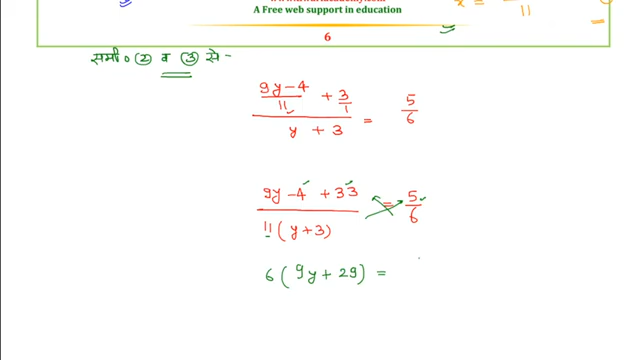 x =
11
A Free web support in education
6
समी० ② व ③ से -
(9y-4)/11 + 3/1
y + 3
= 5/6
9y - 4 + 33
11 ( y + 3 )
= 5/6
6 ( 9y + 29 ) =